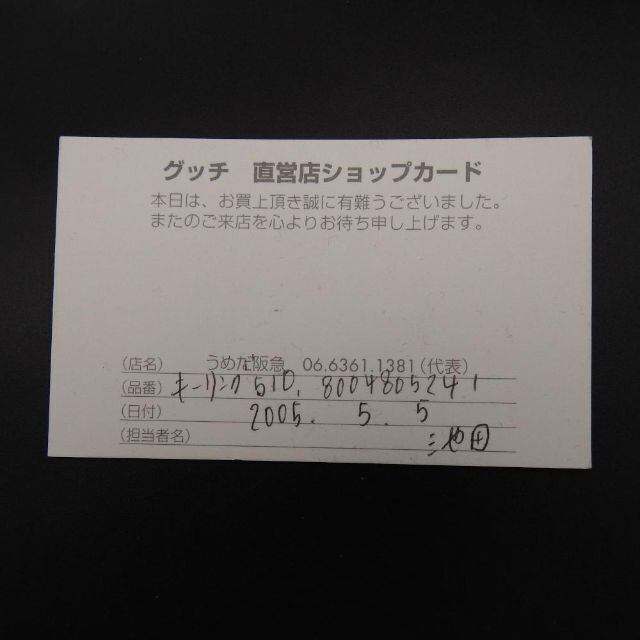 グッチ 直営店ショップカード
本日は、お買上頂き誠に有難うございました。
またのご来店を心よりお待ち申し上げます。
(店名) うめだ阪急 06.6361.1381(代表)
(品番) キーリング 510. 8004805241
(日付) 2005. 5. 5
(担当者名) 三池田